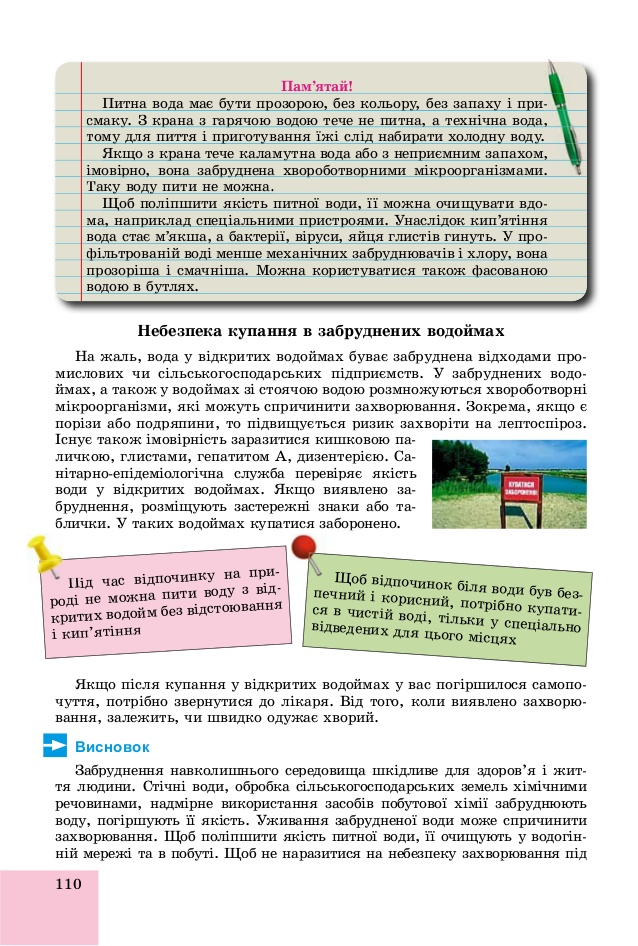 Пам’ятай!
Питна вода має бути прозорою, без кольору, без запаху і при-
смаку. З крана з гарячою водою тече не питна, а технічна вода,
тому для пиття і приготування їжі слід набирати холодну воду.
Якщо з крана тече каламутна вода або з неприємним запахом,
імовірно, вона забруднена хвороботворними мікроорганізмами.
Таку воду пити не можна.
Щоб поліпшити якість питної води, її можна очищувати вдо-
ма, наприклад спеціальними пристроями. Унаслідок кип’ятіння
вода стає м’якша, а бактерії, віруси, яйця глистів гинуть. У про-
фільтрованій воді менше механічних забруднювачів і хлору, вона
прозоріша і смачніша. Можна користуватися також фасованою
водою в бутлях.
Небезпека купання в забруднених водоймах
На жаль, вода у відкритих водоймах буває забруднена відходами про-
мислових чи сільськогосподарських підприємств. У забруднених водо-
ймах, а також у водоймах зі стоячою водою розмножуються хвороботворні
мікроорганізми, які можуть спричинити захворювання. Зокрема, якщо є
порізи або подряпини, то підвищується ризик захворіти на лептоспіроз.
Існує також імовірність заразитися кишковою па-
личкою, глистами, гепатитом А, дизентерією. Са-
нітарно-епідеміологічна служба перевіряє якість
води у відкритих водоймах. Якщо виявлено за-
бруднення, розміщують застережні знаки або та-
блички. У таких водоймах купатися заборонено.
КУПАТИСЯ
ЗАБОРОНЕНО!
Під час відпочинку на при-
роді не можна пити воду з від-
критих водойм без відстоювання
і кип’ятіння
Щоб відпочинок біля води був без-
печний і корисний, потрібно купати-
ся в чистій воді, тільки у спеціально
відведених для цього місцях
Якщо після купання у відкритих водоймах у вас погіршилося самопо-
чуття, потрібно звернутися до лікаря. Від того, коли виявлено захворю-
вання, залежить, чи швидко одужає хворий.
Висновок
Забруднення навколишнього середовища шкідливе для здоров’я і жит-
тя людини. Стічні води, обробка сільськогосподарських земель хімічними
речовинами, надмірне використання засобів побутової хімії забруднюють
воду, погіршують її якість. Уживання забрудненої води може спричинити
захворювання. Щоб поліпшити якість питної води, її очищують у водогін-
ній мережі та в побуті. Щоб не наразитися на небезпеку захворювання під
110